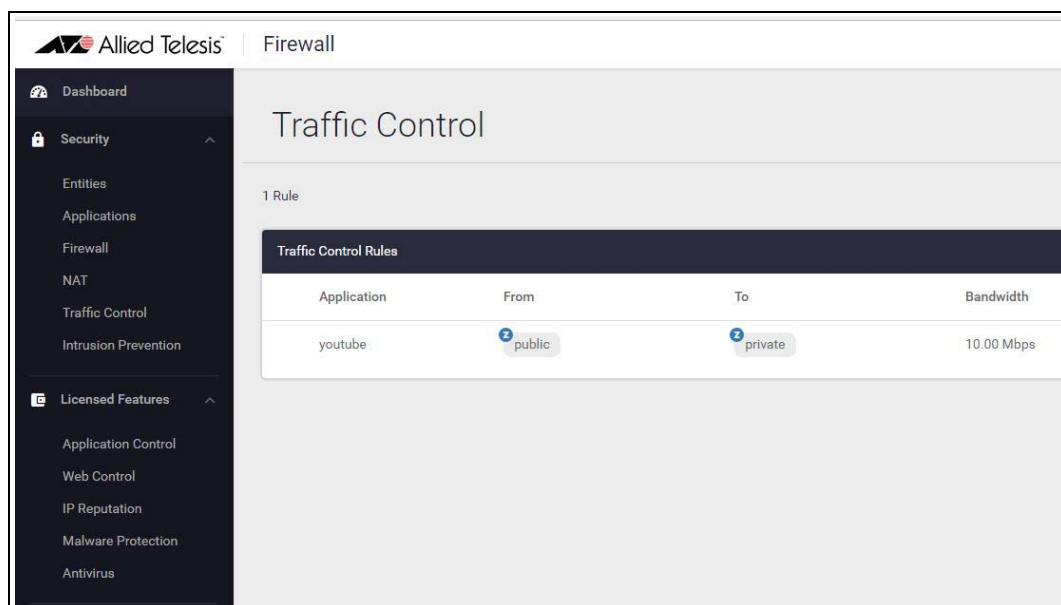 Allied Telesis
Firewall
Dashboard
Security
Entities
Applications
Firewall
NAT
Traffic Control
Intrusion Prevention
Licensed Features
Application Control
Web Control
IP Reputation
Malware Protection
Antivirus
Traffic Control
1 Rule
Traffic Control Rules
Application From To Bandwidth
youtube Z public Z private 10.00 Mbps